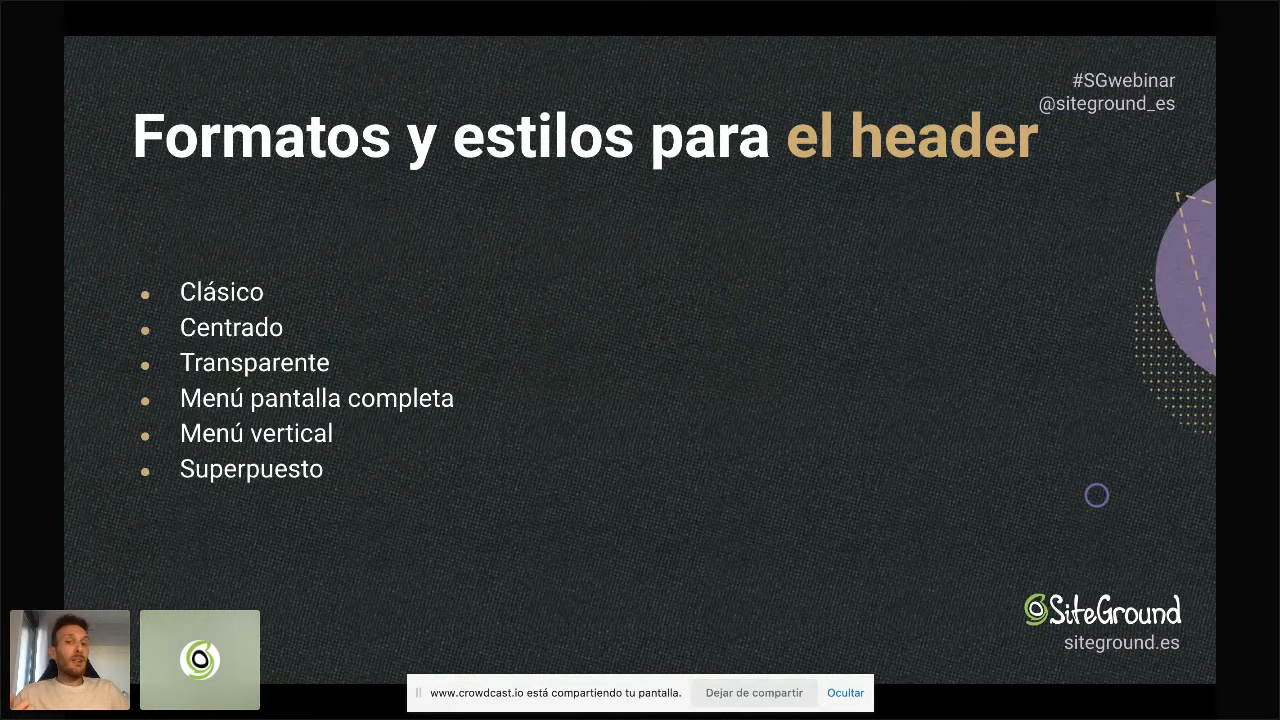 #SGwebinar
@siteground_es
Formatos y estilos para el header
Clásico
Centrado
Transparente
Menú pantalla completa
Menú vertical
Superpuesto
SiteGround
siteground.es
www.crowdcast.io está compartiendo tu pantalla.
Dejar de compartir
Ocultar